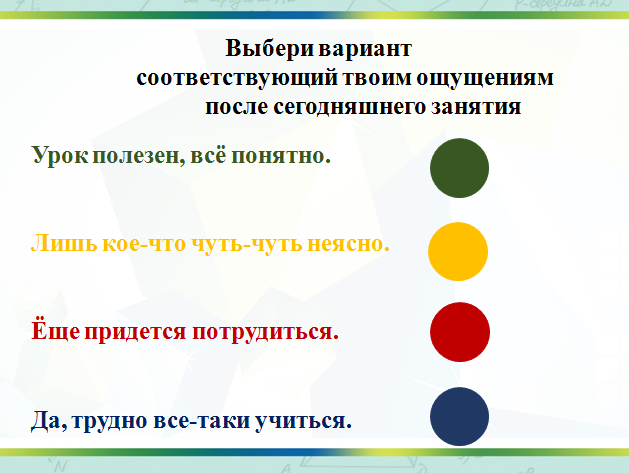 Выбери вариант
соответствующий твоим ощущениям
после сегодняшнего занятия
Урок полезен, всё понятно.
Лишь кое-что чуть-чуть неясно.
Ёще придется потрудиться.
Да, трудно все-таки учиться.